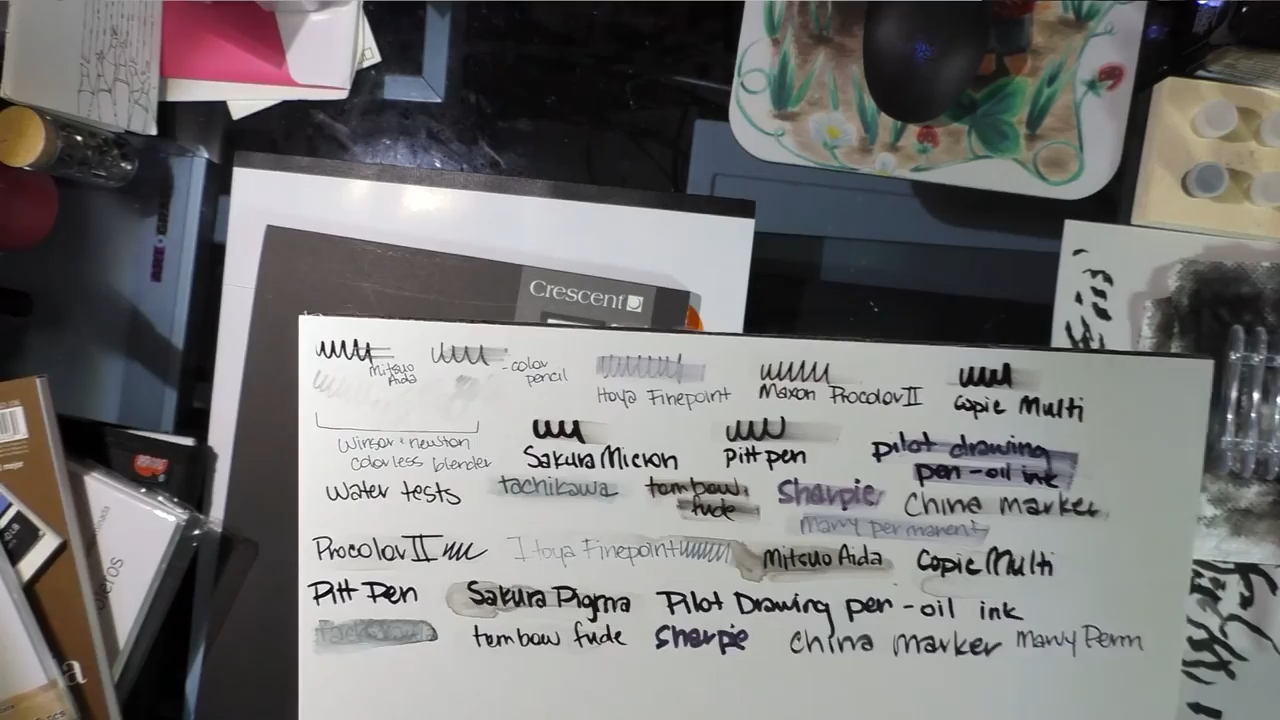 Crescent
Mitsuo
Aida
-color
pencil
Hoya Finepoint
Maxon Procolor II
Copic Multi
Winsor + newton
colorless blender
Sakura Micron
pitt pen
pilot drawing
pen-oil ink
Water tests
tachikawa
tombow
fude
Sharpie
China marker
Marvy permanent
Procolor II
Hoya Finepoint
Mitsuo Aida
Copic Multi
Pitt Pen
Sakura Pigma
Pilot Drawing pen-oil ink
tombow fude
Sharpie
china marker
Marvy Perm